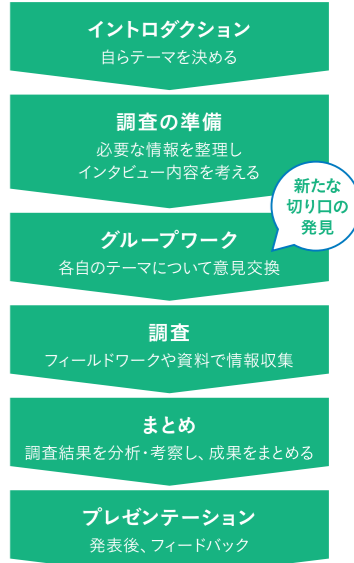 イントロダクション
自らテーマを決める
調査の準備
必要な情報を整理し
インタビュー内容を考える
新たな
切り口の
発見
グループワーク
各自のテーマについて意見交換
調査
フィールドワークや資料で情報収集
まとめ
調査結果を分析・考察し、成果をまとめる
プレゼンテーション
発表後、フィードバック